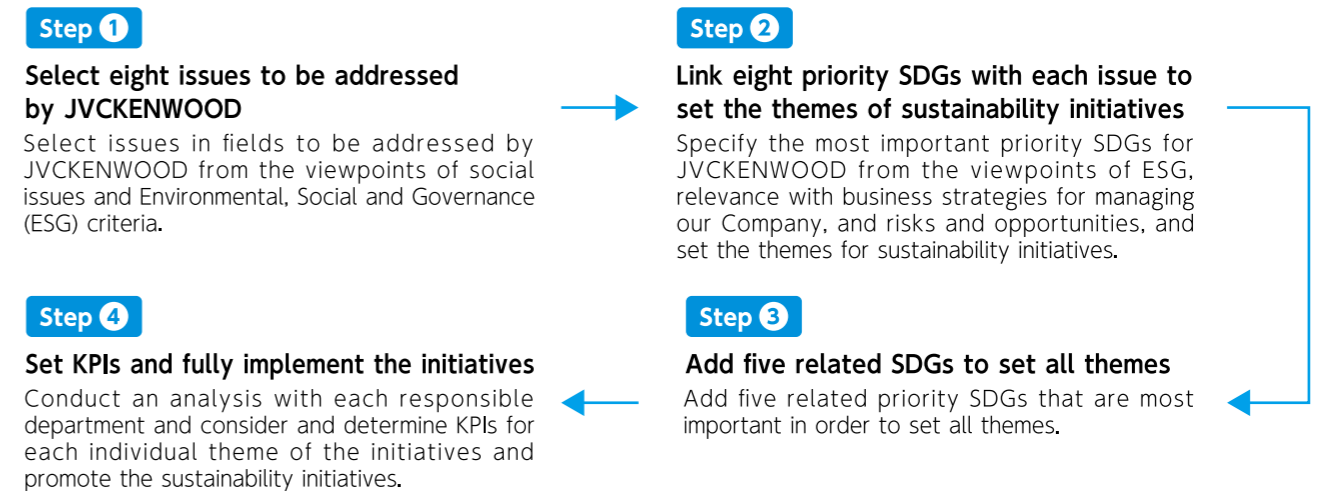 Step 1
Select eight issues to be addressed
by JVCKENWOOD
Select issues in fields to be addressed by
JVCKENWOOD from the viewpoints of social
issues and Environmental, Social and Governance
(ESG) criteria.
Step 2
Link eight priority SDGs with each issue to
set the themes of sustainability initiatives
Specify the most important priority SDGs for
JVCKENWOOD from the viewpoints of ESG,
relevance with business strategies for managing
our Company, and risks and opportunities, and
set the themes for sustainability initiatives.
Step 3
Add five related SDGs to set all themes
Add five related priority SDGs that are most
important in order to set all themes.
Step 4
Set KPIs and fully implement the initiatives
Conduct an analysis with each responsible
department and consider and determine KPIs for
each individual theme of the initiatives and
promote the sustainability initiatives.